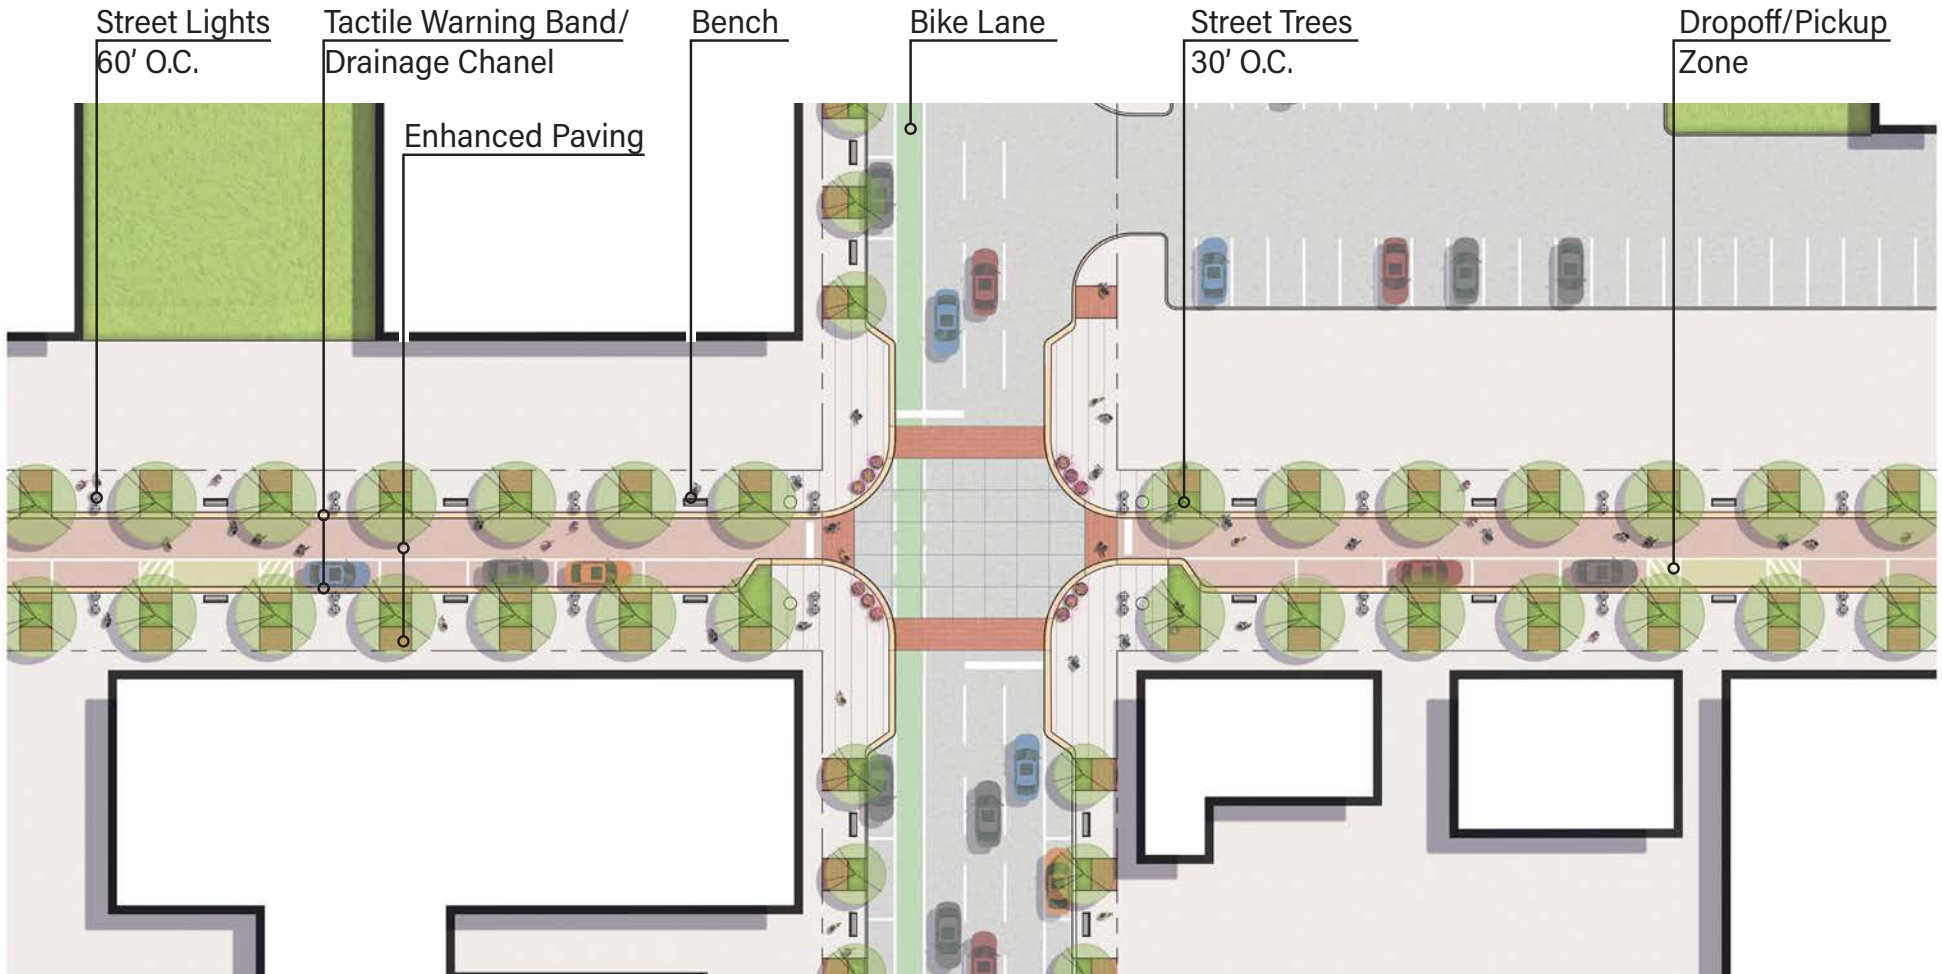 Street Lights
60' O.C.
Tactile Warning Band/
Drainage Chanel
Enhanced Paving
Bench
Bike Lane
Street Trees
30' O.C.
Dropoff/Pickup
Zone